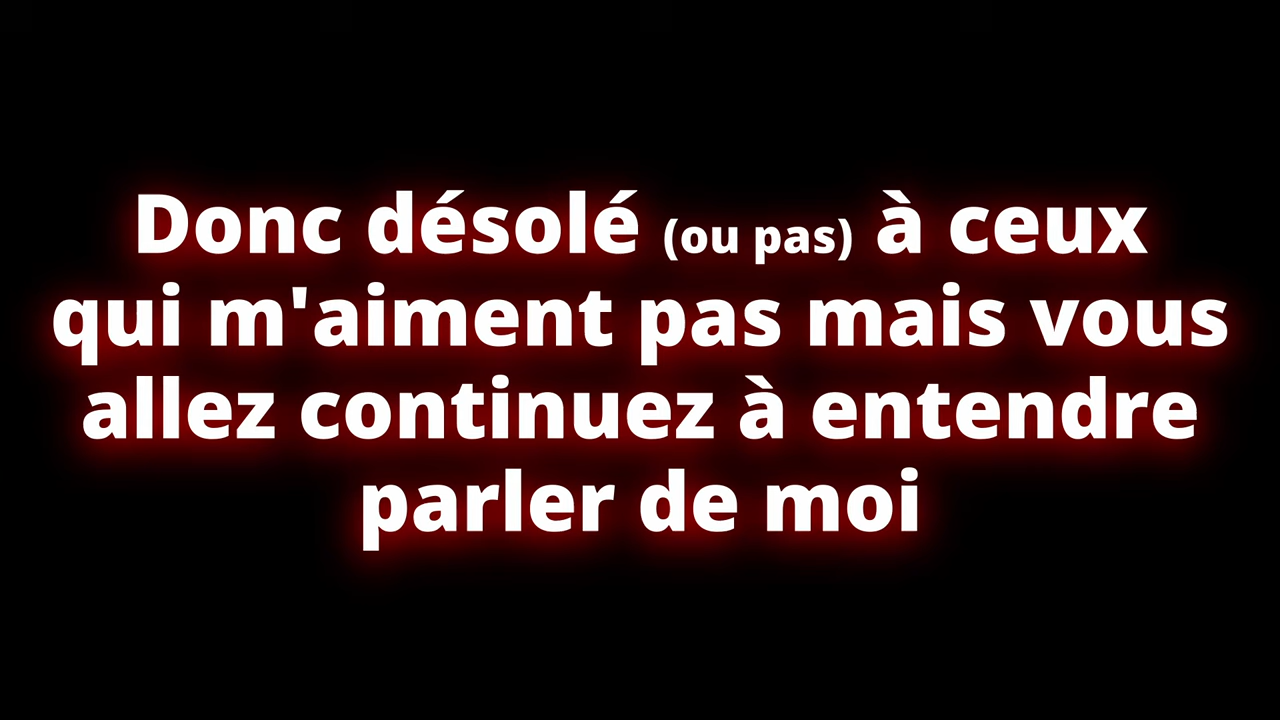 Donc désolé (ou pas) à ceux
qui m'aiment pas mais vous
allez continuez à entendre
parler de moi